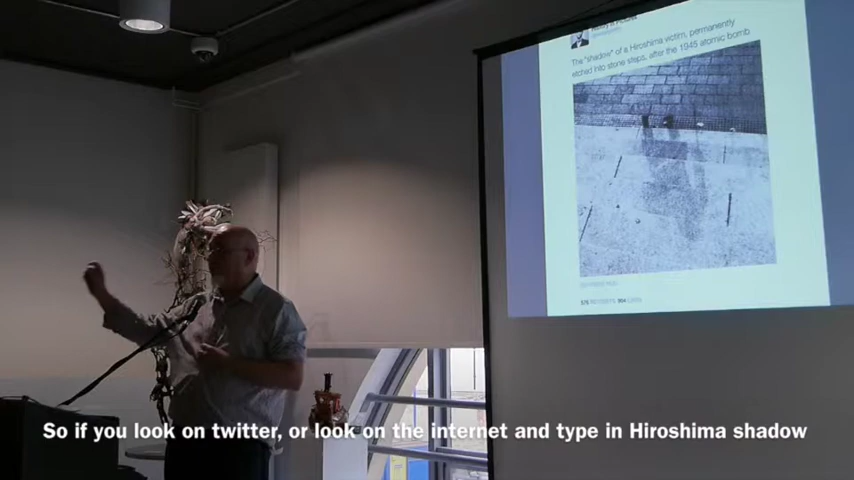 The "shadow" of a Hiroshima victim, permanently
etched into stone steps, after the 1945 atomic bomb
So if you look on twitter, or look on the internet and type in Hiroshima shadow